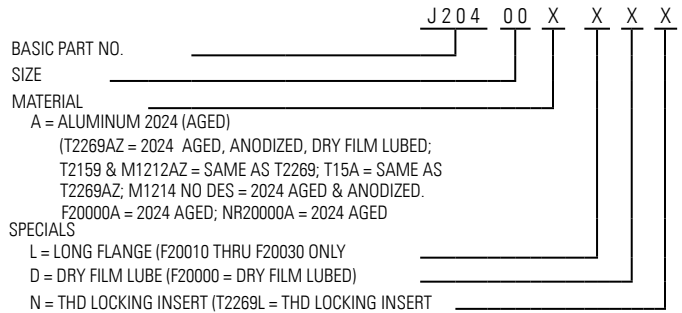 J204 00 X X X X
BASIC PART NO.
SIZE
MATERIAL
A = ALUMINUM 2024 (AGED)
(T2269AZ = 2024 AGED, ANODIZED, DRY FILM LUBED;
T2159 & M1212AZ = SAME AS T2269; T15A = SAME AS
T2269AZ; M1214 NO DES = 2024 AGED & ANODIZED.
F20000A = 2024 AGED; NR20000A = 2024 AGED
SPECIALS
L = LONG FLANGE (F20010 THRU F20030 ONLY
D = DRY FILM LUBE (F20000 = DRY FILM LUBED)
N = THD LOCKING INSERT (T2269L = THD LOCKING INSERT